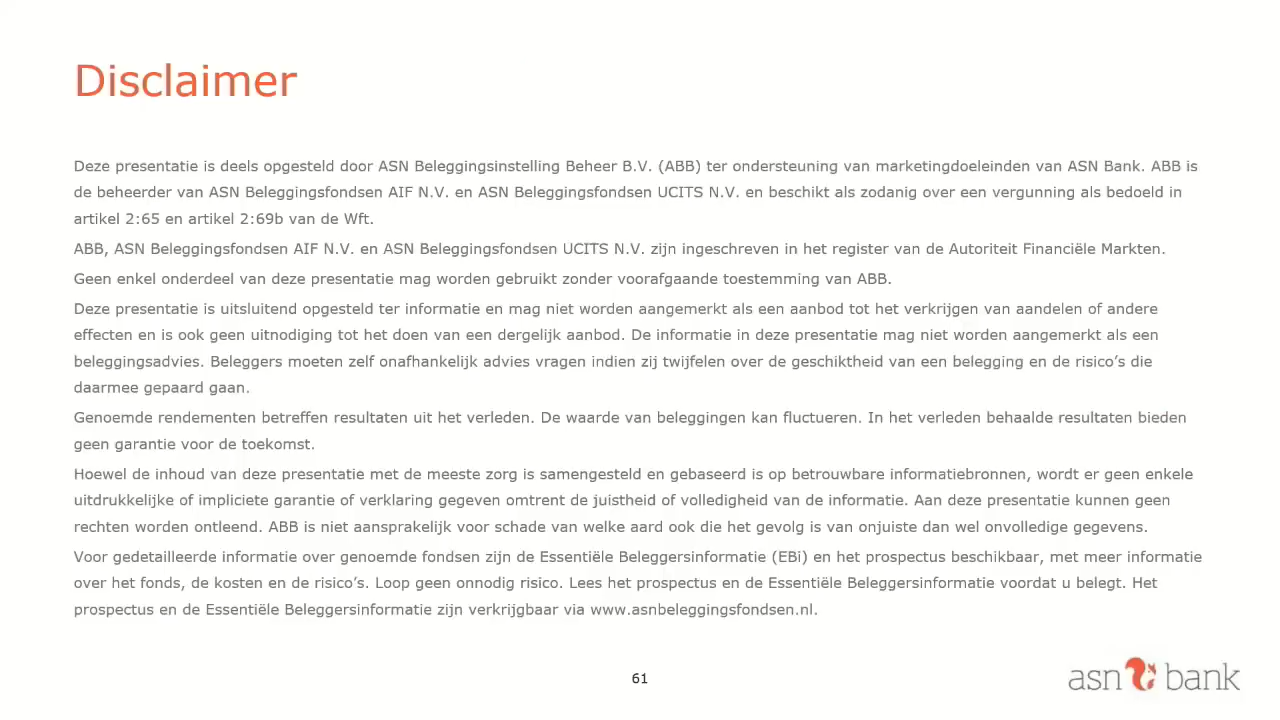 Disclaimer
Deze presentatie is deels opgesteld door ASN Beleggingsinstelling Beheer B.V. (ABB) ter ondersteuning van marketingdoeleinden van ASN Bank. ABB is
de beheerder van ASN Beleggingsfondsen AIF N.V. en ASN Beleggingsfondsen UCITS N.V. en beschikt als zodanig over een vergunning als bedoeld in
artikel 2:65 en artikel 2:69b van de Wft.
ABB, ASN Beleggingsfondsen AIF N.V. en ASN Beleggingsfondsen UCITS N.V. zijn ingeschreven in het register van de Autoriteit Financiële Markten.
Geen enkel onderdeel van deze presentatie mag worden gebruikt zonder voorafgaande toestemming van ABB.
Deze presentatie is uitsluitend opgesteld ter informatie en mag niet worden aangemerkt als een aanbod tot het verkrijgen van aandelen of andere
effecten en is ook geen uitnodiging tot het doen van een dergelijk aanbod. De informatie in deze presentatie mag niet worden aangemerkt als een
beleggingsadvies. Beleggers moeten zelf onafhankelijk advies vragen indien zij twijfelen over de geschiktheid van een belegging en de risico's die
daarmee gepaard gaan.
Genoemde rendementen betreffen resultaten uit het verleden. De waarde van beleggingen kan fluctueren. In het verleden behaalde resultaten bieden
geen garantie voor de toekomst.
Hoewel de inhoud van deze presentatie met de meeste zorg is samengesteld en gebaseerd is op betrouwbare informatiebronnen, wordt er geen enkele
uitdrukkelijke of impliciete garantie of verklaring gegeven omtrent de juistheid of volledigheid van de informatie. Aan deze presentatie kunnen geen
rechten worden ontleend. ABB is niet aansprakelijk voor schade van welke aard ook die het gevolg is van onjuiste dan wel onvolledige gegevens.
Voor gedetailleerde informatie over genoemde fondsen zijn de Essentiële Beleggersinformatie (EBi) en het prospectus beschikbaar, met meer informatie
over het fonds, de kosten en de risico's. Loop geen onnodig risico. Lees het prospectus en de Essentiële Beleggersinformatie voordat u belegt. Het
prospectus en de Essentiële Beleggersinformatie zijn verkrijgbaar via www.asnbeleggingsfondsen.nl.
61
asn bank